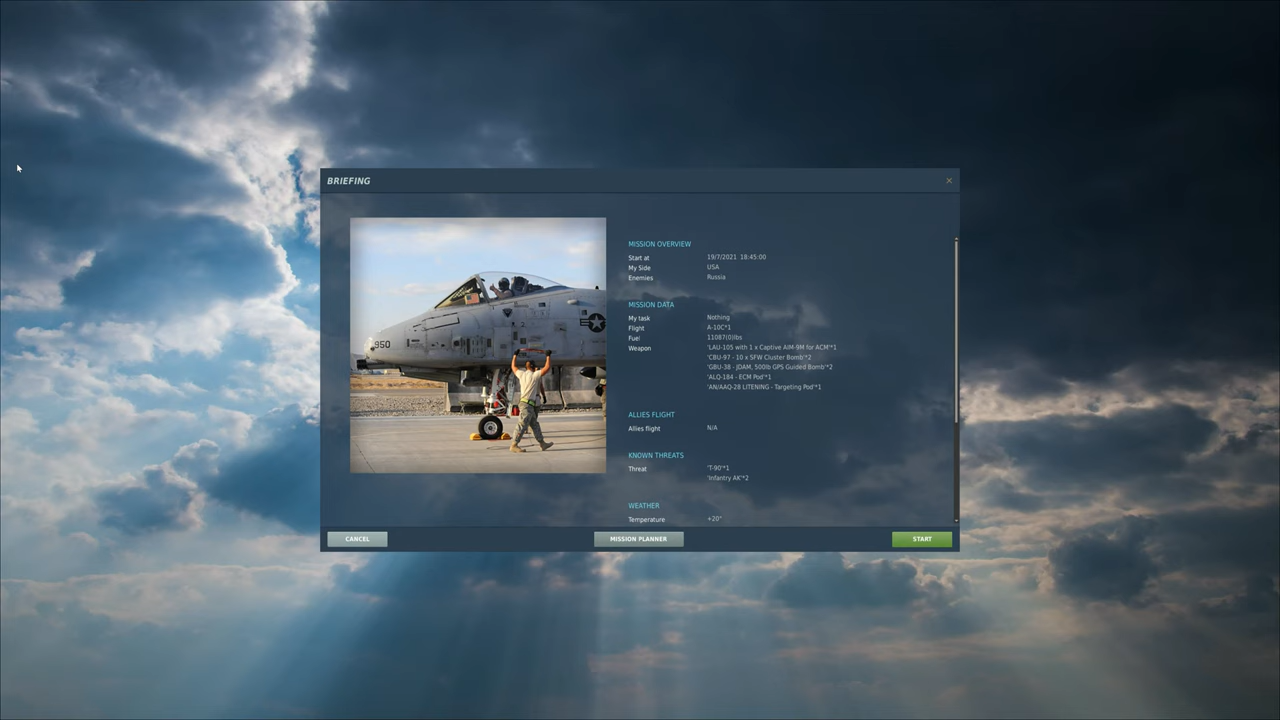 BRIEFING
×
950
MISSION OVERVIEW
Start at 19/7/2021 18:45:00
My Side USA
Enemies Russia
MISSION DATA
My task Nothing
Flight A-10C*1
Fuel 11087(0)lbs
Weapon 'LAU-105 with 1 x Captive AIM-9M for ACM'*1
'CBU-97 - 10 x SFW Cluster Bomb'*2
'GBU-38 - JDAM, 500lb GPS Guided Bomb'*2
'ALQ-184 - ECM Pod'*1
'AN/AAQ-28 LITENING - Targeting Pod'*1
ALLIES FLIGHT
Allies flight N/A
KNOWN THREATS
Threat 'T-90'*1
'Infantry AK'*2
WEATHER
Temperature +20°
CANCEL MISSION PLANNER START